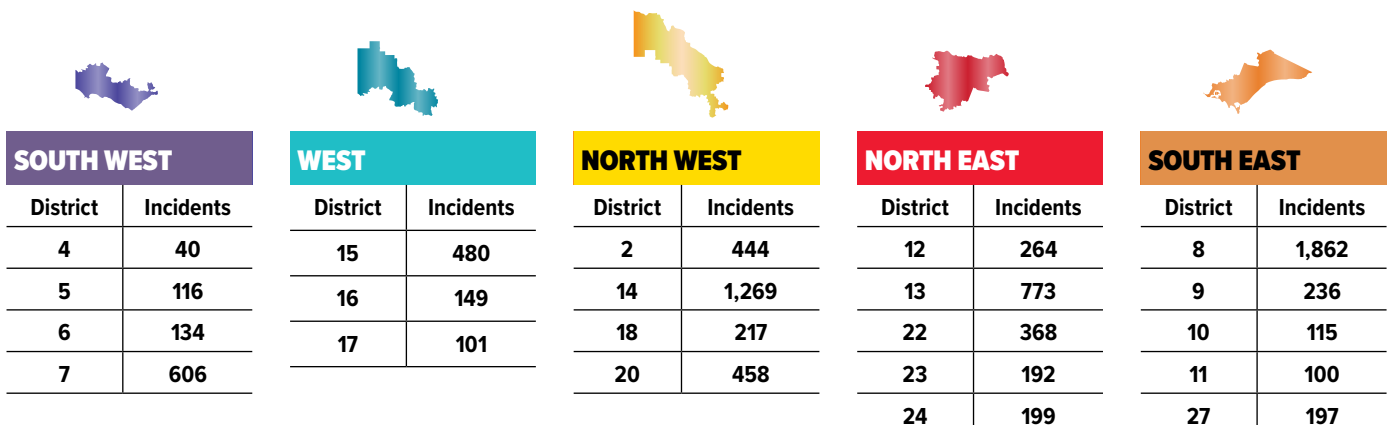 SOUTH WEST
District Incidents
4 40
5 116
6 134
7 606
WEST
District Incidents
15 480
16 149
17 101
NORTH WEST
District Incidents
2 444
14 1,269
18 217
20 458
NORTH EAST
District Incidents
12 264
13 773
22 368
23 192
24 199
SOUTH EAST
District Incidents
8 1,862
9 236
10 115
11 100
27 197